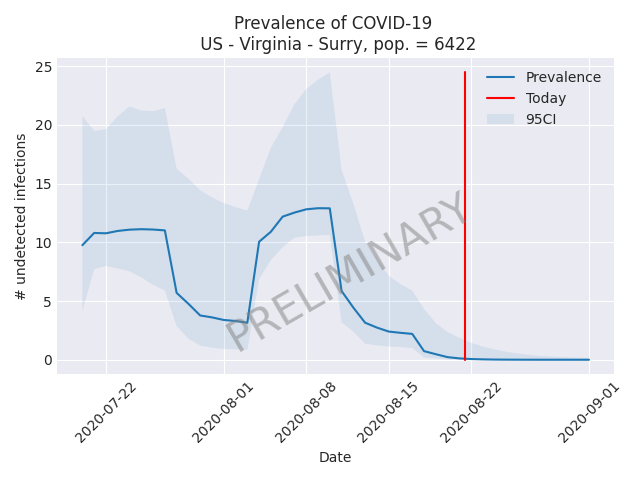 Prevalence of COVID-19
US - Virginia - Surry, pop. = 6422
25
20
15
10
5
0
# undetected infections
Prevalence
Today
95CI
PRELIMINARY
2020-07-22
2020-08-01
2020-08-08
2020-08-15
2020-08-22
2020-09-01
Date